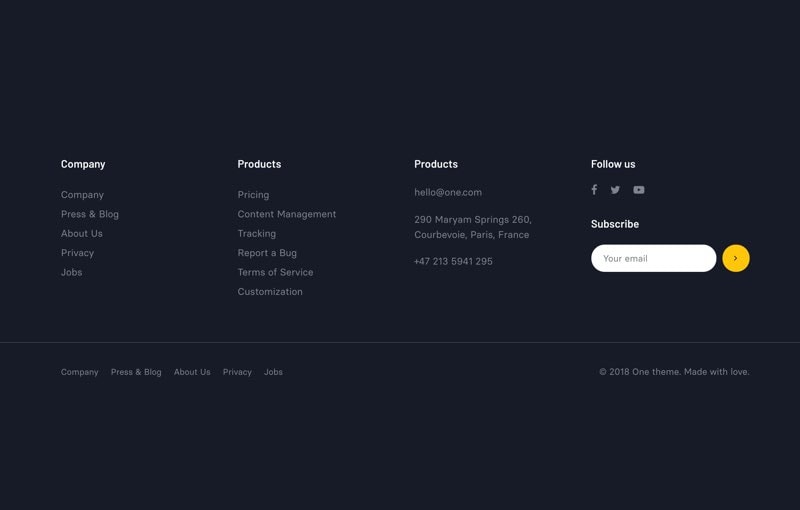 Company
Company
Press & Blog
About Us
Privacy
Jobs
Products
Pricing
Content Management
Tracking
Report a Bug
Terms of Service
Customization
Products
hello@one.com
290 Maryam Springs 260,
Courbevoie, Paris, France
+47 213 5941 295
Follow us
Subscribe
Your email
Company Press & Blog About Us Privacy Jobs
© 2018 One theme. Made with love.